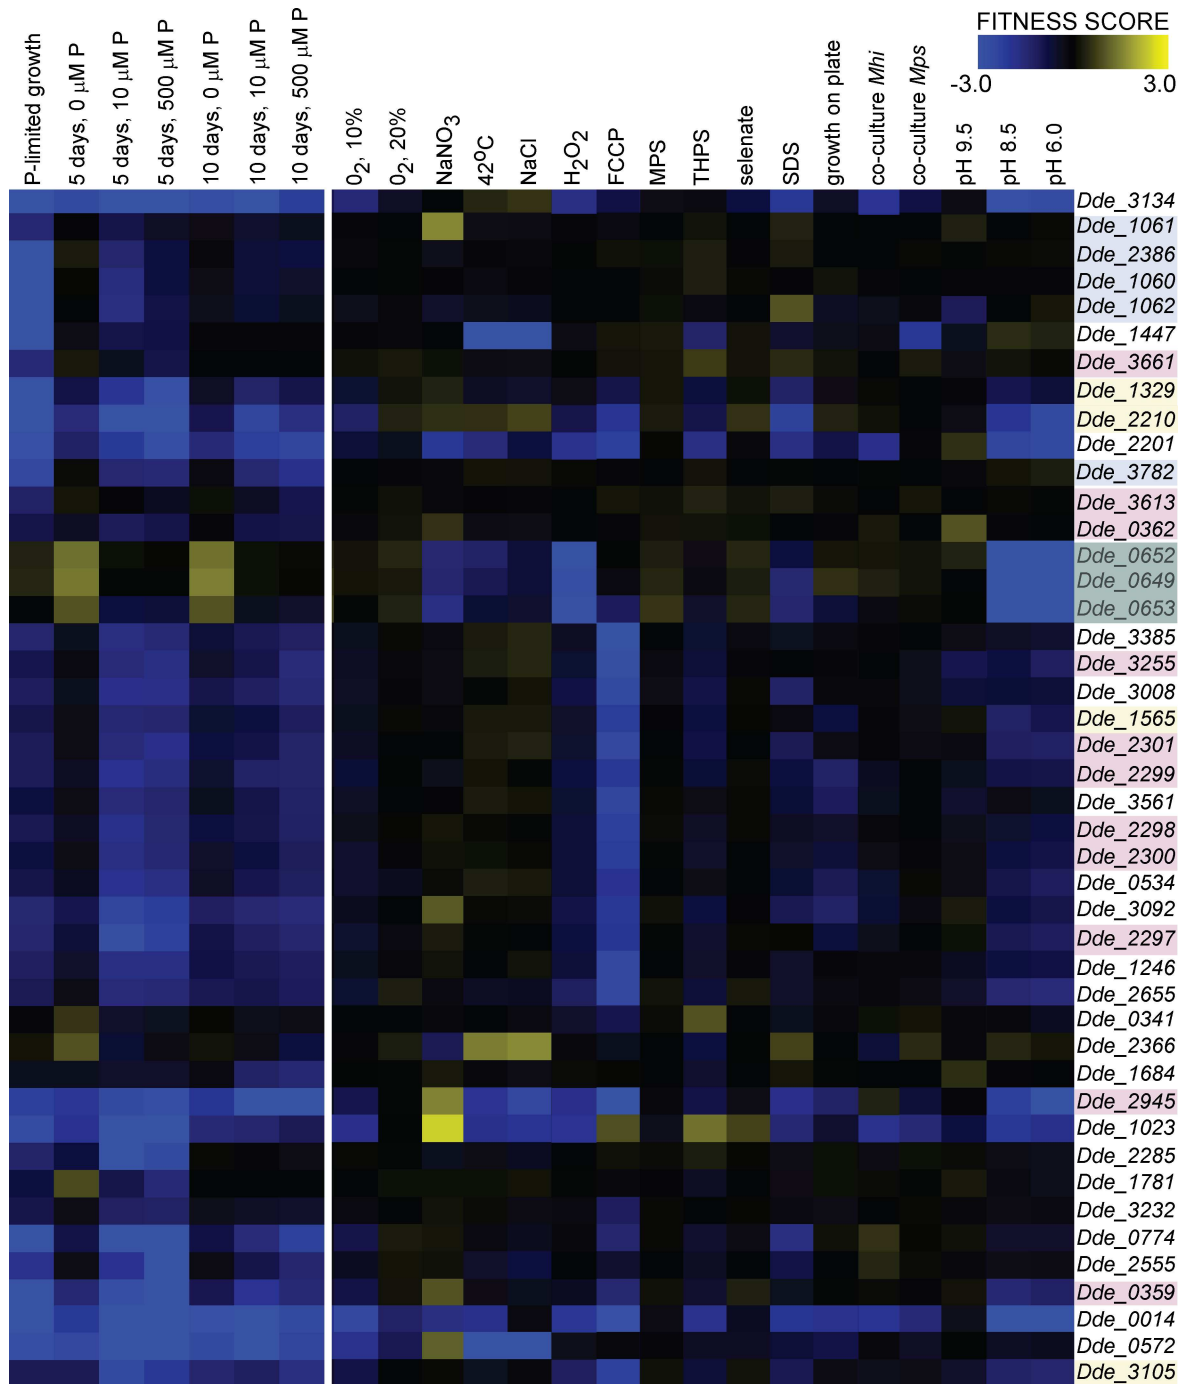 FITNESS SCORE
-3.0 3.0
P-limited growth
5 days, 0 μM P
5 days, 10 μM P
5 days, 500 μM P
10 days, 0 μM P
10 days, 10 μM P
10 days, 500 μM P
O2, 10%
O2, 20%
NaNO3
42ºC
NaCl
H2O2
FCCP
MPS
THPS
selenate
SDS
growth on plate
co-culture Mhi
co-culture Mps
pH 9.5
pH 8.5
pH 6.0
Dde_3134
Dde_1061
Dde_2386
Dde_1060
Dde_1062
Dde_1447
Dde_3661
Dde_1329
Dde_2210
Dde_2201
Dde_3782
Dde_3613
Dde_0362
Dde_0652
Dde_0649
Dde_0653
Dde_3385
Dde_3255
Dde_3008
Dde_1565
Dde_2301
Dde_2299
Dde_3561
Dde_2298
Dde_2300
Dde_0534
Dde_3092
Dde_2297
Dde_1246
Dde_2655
Dde_0341
Dde_2366
Dde_1684
Dde_2945
Dde_1023
Dde_2285
Dde_1781
Dde_3232
Dde_0774
Dde_2555
Dde_0359
Dde_0014
Dde_0572
Dde_3105